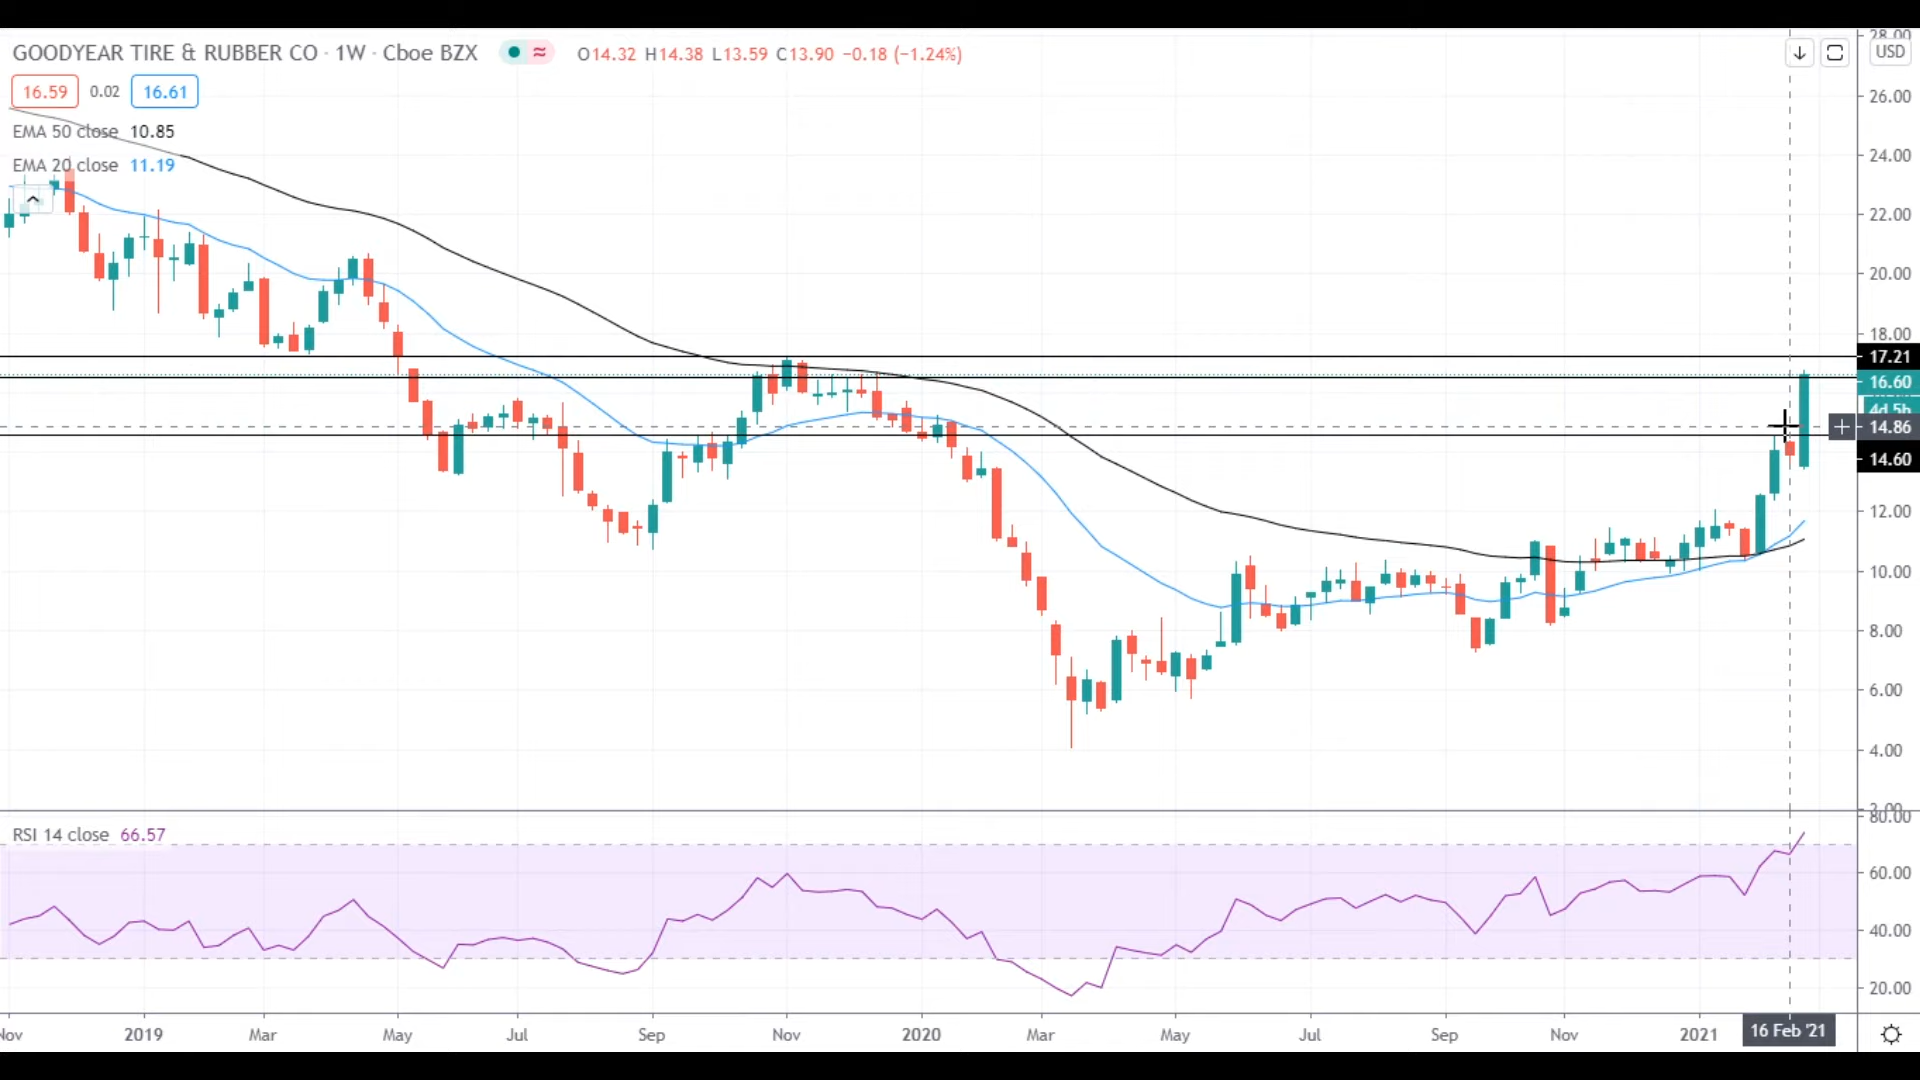 GOODYEAR TIRE & RUBBER CO · 1W · Cboe BZX O14.32 H14.38 L13.59 C13.90 −0.18 (−1.24%)
16.59 0.02 16.61
EMA 50 close 10.85
EMA 20 close 11.19
USD
28.00
26.00
24.00
22.00
20.00
18.00
17.21
16.60
4d 5h
14.86
14.60
12.00
10.00
8.00
6.00
4.00
RSI 14 close 66.57
80.00
60.00
40.00
20.00
Nov 2019 Mar May Jul Sep Nov 2020 Mar May Jul Sep Nov 2021 16 Feb '21